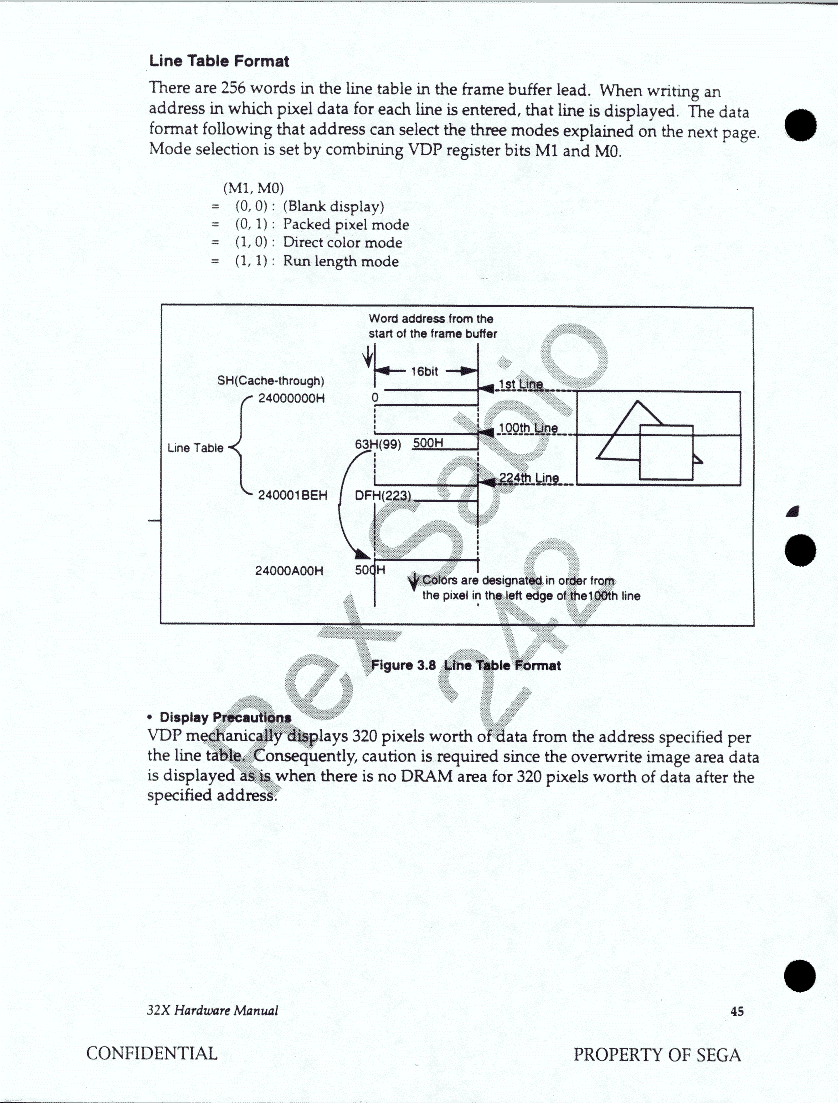 Line Table Format
There are 256 words in the line table in the frame buffer lead. When writing an
address in which pixel data for each line is entered, that line is displayed. The data
format following that address can select the three modes explained on the next page.
Mode selection is set by combining VDP register bits M1 and M0.
(M1, M0)
= (0, 0) : (Blank display)
= (0, 1) : Packed pixel mode
= (1, 0) : Direct color mode
= (1, 1) : Run length mode
Word address from the
start of the frame buffer
16bit
SH(Cache-through)
1st Line
24000000H
0
100th Line
Line Table
63H(99) 500H
224th Line
240001BEH
DFH(223)
24000A00H
500H
Colors are designated in order from
the pixel in the left edge of the100th line
Figure 3.8 Line Table Format
Rex Sabio
242
• Display Precautions
VDP mechanically displays 320 pixels worth of data from the address specified per
the line table. Consequently, caution is required since the overwrite image area data
is displayed as is when there is no DRAM area for 320 pixels worth of data after the
specified address.
32X Hardware Manual
45
CONFIDENTIAL
PROPERTY OF SEGA